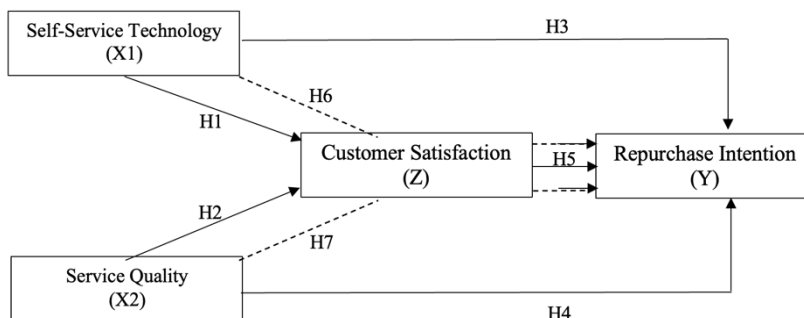 Self-Service Technology
(X1)
H3
H6
H1
Customer Satisfaction
(Z)
H5
Repurchase Intention
(Y)
H2
H7
Service Quality
(X2)
H4